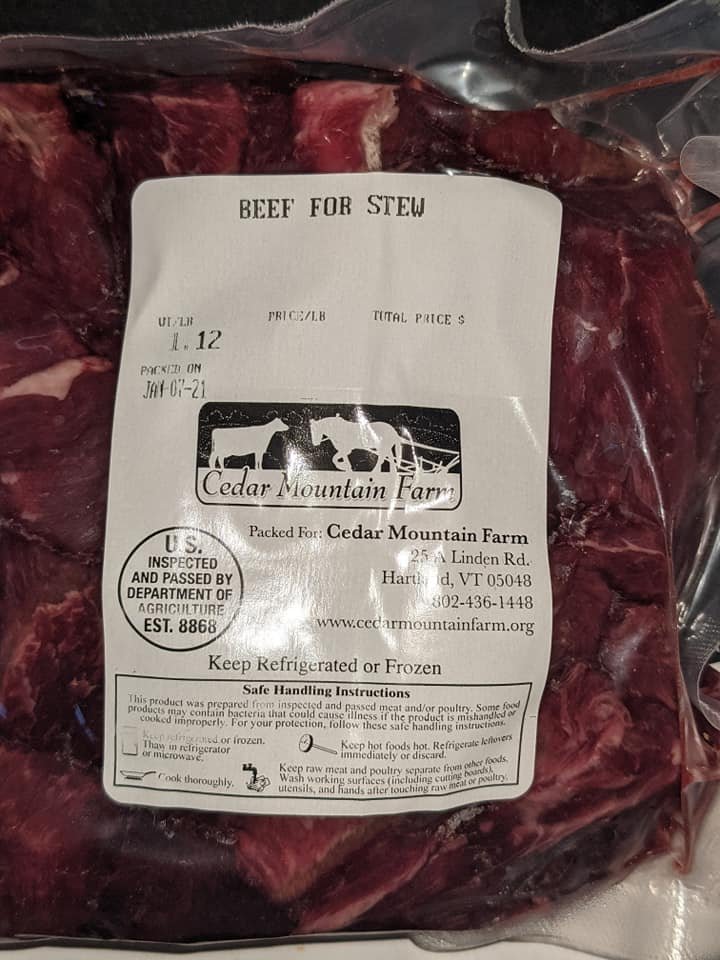 BEEF FOR STEW
WT/LB PRICE/LB TOTAL PRICE $
1.12
PACKED ON
JAN-07-21
Cedar Mountain Farm
Packed For: Cedar Mountain Farm
25 A Linden Rd.
VT 05048
802-436-1448
www.cedarmountainfarm.org
U.S.
INSPECTED
AND PASSED BY
DEPARTMENT OF
AGRICULTURE
EST. 8868
Keep Refrigerated or Frozen
Safe Handling Instructions
This product was prepared from inspected and passed meat and/or poultry. Some food
products may contain bacteria that could cause illness if the product is mishandled or
cooked improperly. For your protection, follow these safe handling instructions.
Keep refrigerated or frozen.
Thaw in refrigerator
or microwave.
Keep hot foods hot. Refrigerate leftovers
immediately or discard.
Cook thoroughly.
Keep raw meat and poultry separate from other foods.
Wash working surfaces (including cutting boards),
utensils, and hands after touching raw meat or poultry.